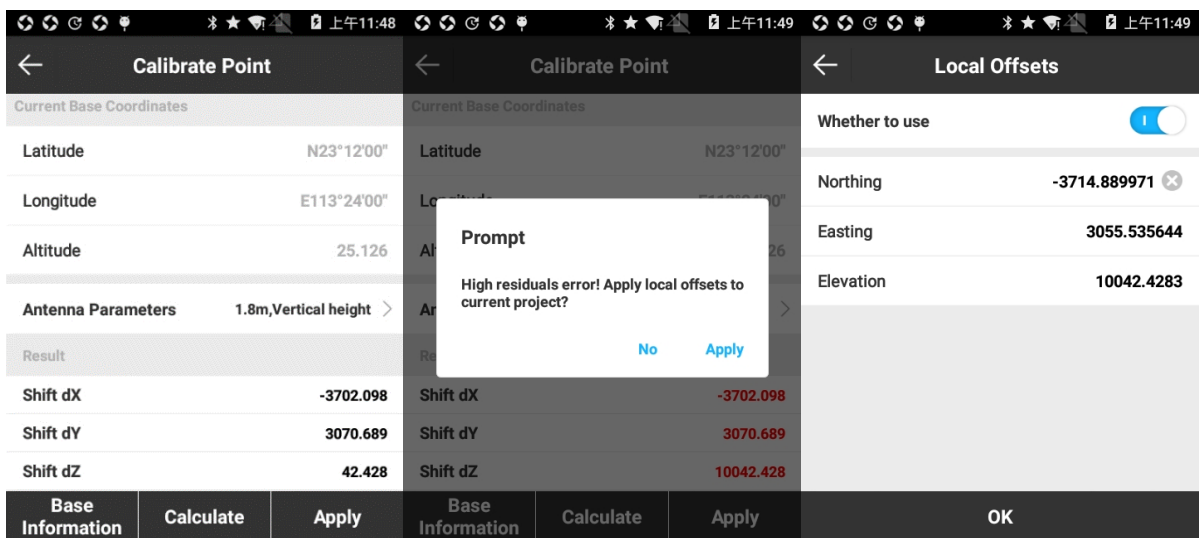 上午11:48
Calibrate Point
Current Base Coordinates
Latitude N23°12'00"
Longitude E113°24'00"
Altitude 25.126
Antenna Parameters 1.8m,Vertical height
Result
Shift dX -3702.098
Shift dY 3070.689
Shift dZ 42.428
Base
Information
Calculate
Apply
上午11:49
Calibrate Point
Current Base Coordinates
Latitude N23°12'00"
Prompt
High residuals error! Apply local offsets to
current project?
No Apply
Shift dX -3702.098
Shift dY 3070.689
Shift dZ 10042.428
Base
Information
Calculate
Apply
上午11:49
Local Offsets
Whether to use
Northing -3714.889971
Easting 3055.535644
Elevation 10042.4283
OK